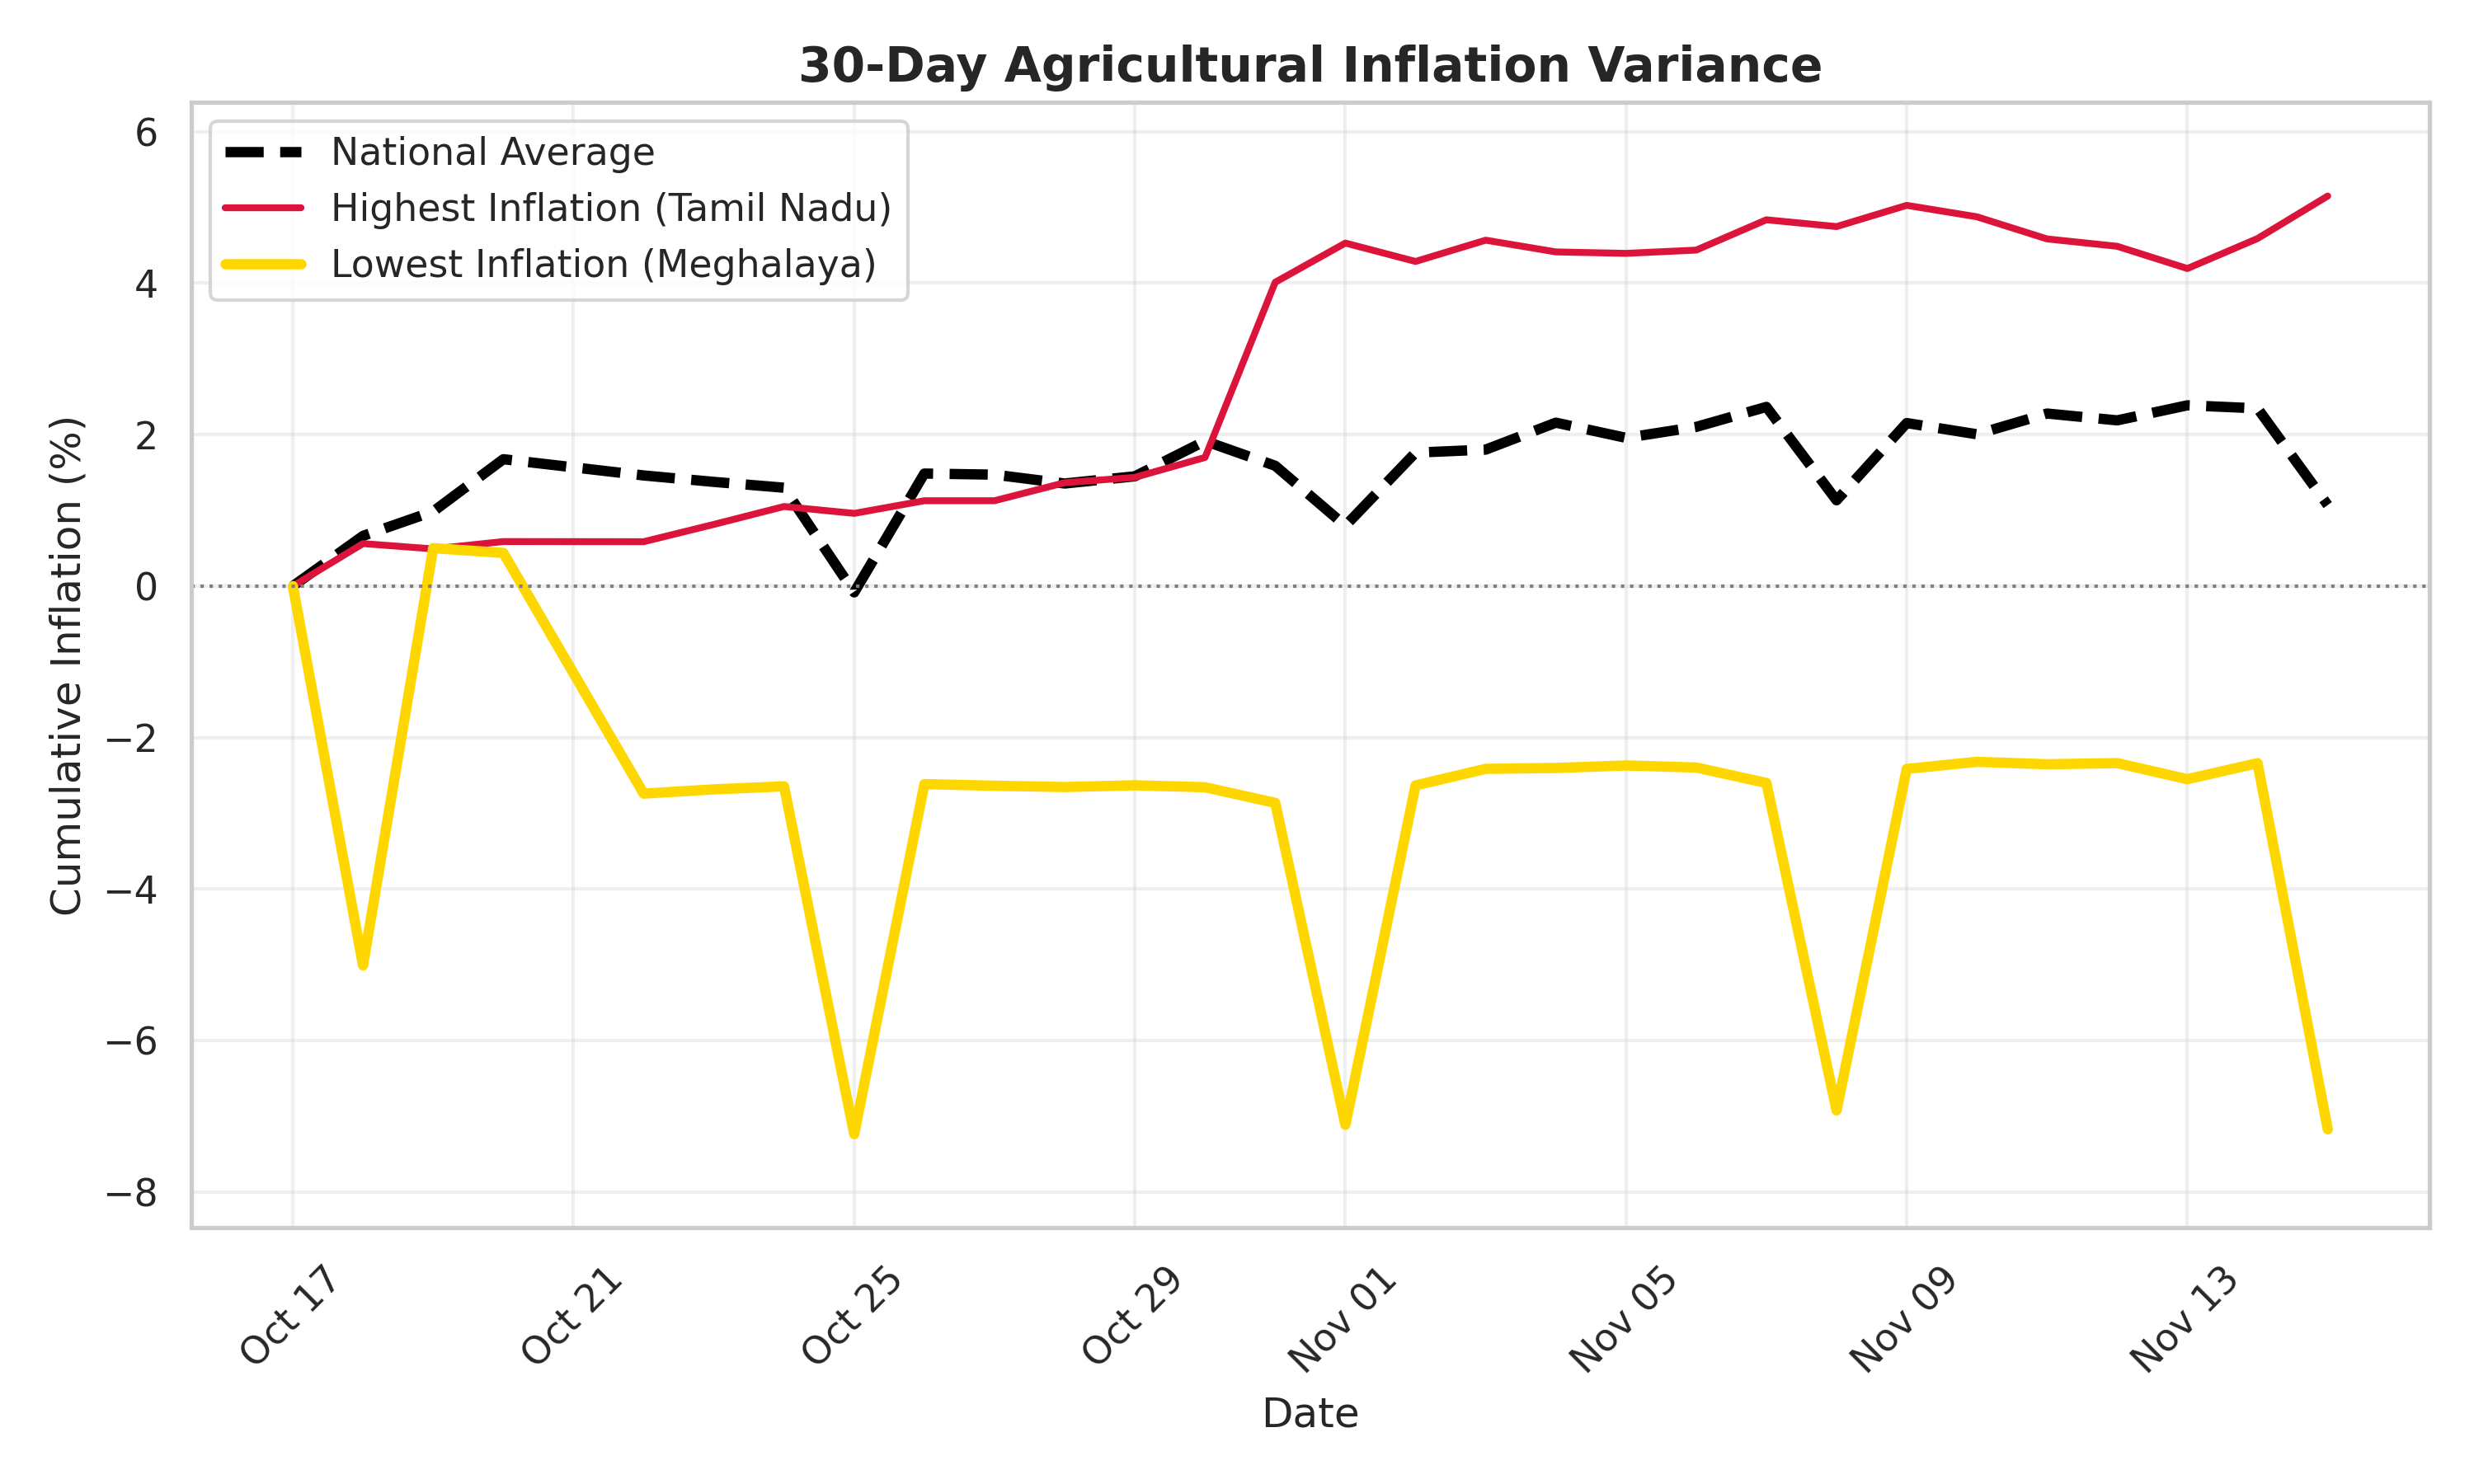 30-Day Agricultural Inflation Variance
National Average
Highest Inflation (Tamil Nadu)
Lowest Inflation (Meghalaya)
Cumulative Inflation (%)
6
4
2
0
−2
−4
−6
−8
Oct 17
Oct 21
Oct 25
Oct 29
Nov 01
Nov 05
Nov 09
Nov 13
Date